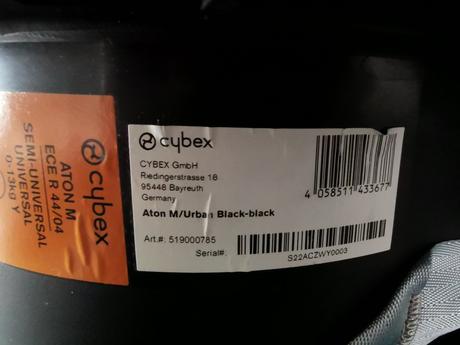 cybex
ATON M
ECE R 44/04
SEMI-UNIVERSAL
UNIVERSAL
0-13kg Y
cybex
CYBEX GmbH
Riedingerstrasse 18
95448 Bayreuth
Germany
Aton M/Urban Black-black
Art.#: 519000785
Serial#:
4 058511 433677
S22ACZWY0003